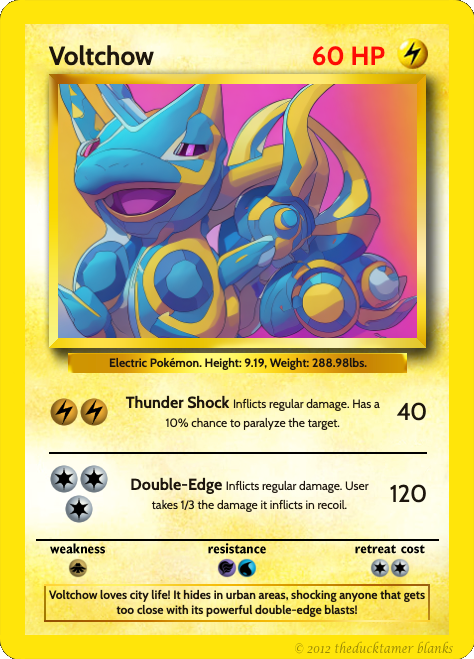 Voltchow 60 HP
Electric Pokémon. Height: 9.19, Weight: 288.98lbs.
Thunder Shock Inflicts regular damage. Has a 40
10% chance to paralyze the target.
Double-Edge Inflicts regular damage. User 120
takes 1/3 the damage it inflicts in recoil.
weakness resistance retreat cost
Voltchow loves city life! It hides in urban areas, shocking anyone that gets
too close with its powerful double-edge blasts!
© 2012 theducktamer blanks